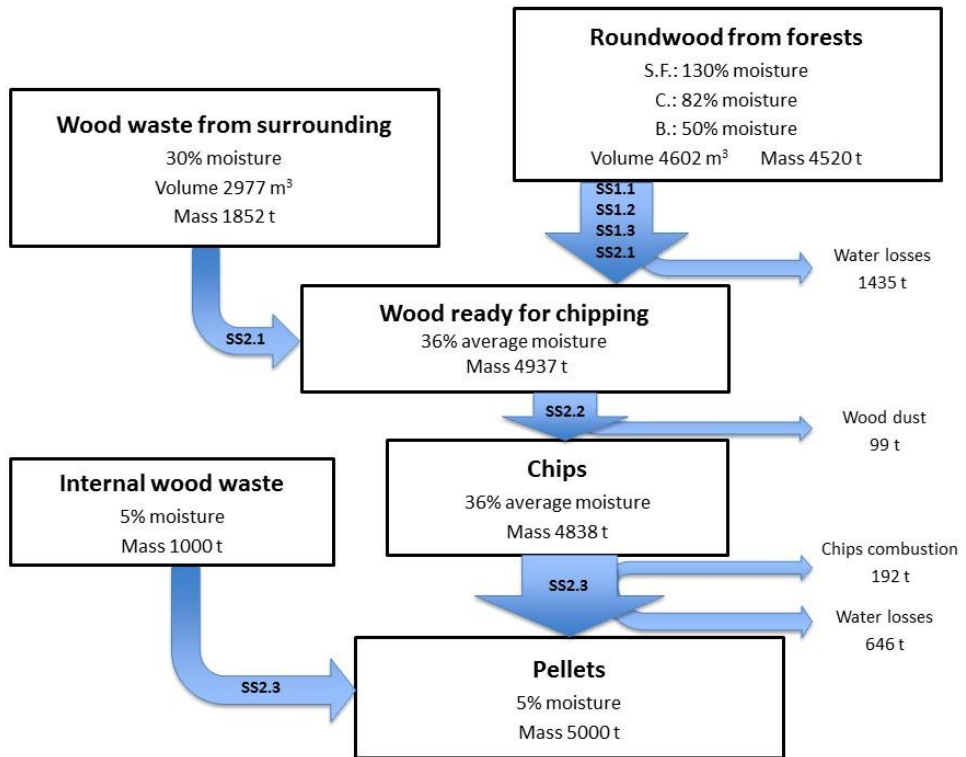 Roundwood from forests
S.F.: 130% moisture
C.: 82% moisture
B.: 50% moisture
Volume 4602 m³ Mass 4520 t
Wood waste from surrounding
30% moisture
Volume 2977 m³
Mass 1852 t
SS1.1
SS1.2
SS1.3
SS2.1
Water losses
1435 t
SS2.1
Wood ready for chipping
36% average moisture
Mass 4937 t
SS2.2
Wood dust
99 t
Chips
36% average moisture
Mass 4838 t
Internal wood waste
5% moisture
Mass 1000 t
SS2.3
Chips combustion
192 t
Water losses
646 t
SS2.3
Pellets
5% moisture
Mass 5000 t